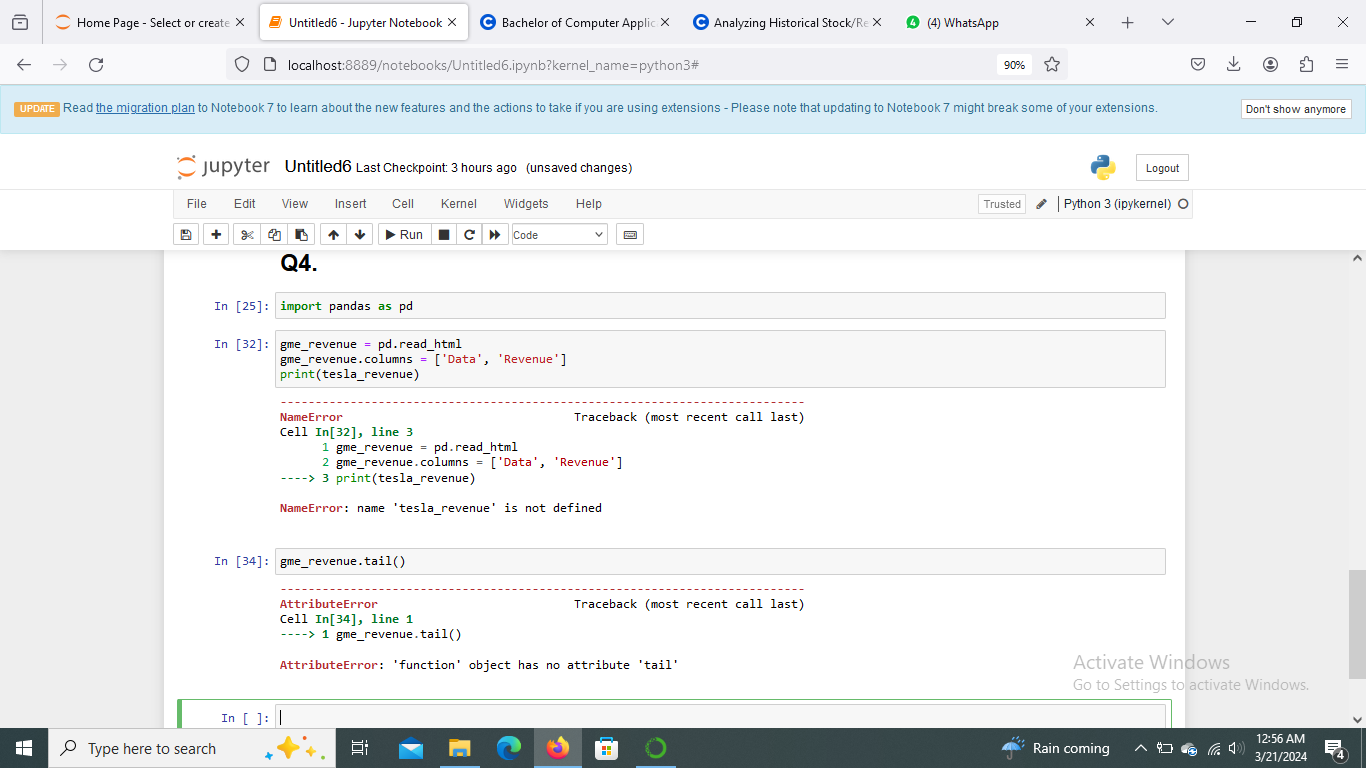 Home Page - Select or create
Untitled6 - Jupyter Notebook
Bachelor of Computer Applic
Analyzing Historical Stock/Re
(4) WhatsApp
localhost:8889/notebooks/Untitled6.ipynb?kernel_name=python3#
90%
UPDATE Read the migration plan to Notebook 7 to learn about the new features and the actions to take if you are using extensions - Please note that updating to Notebook 7 might break some of your extensions.
Don't show anymore
jupyter Untitled6 Last Checkpoint: 3 hours ago (unsaved changes)
Logout
File Edit View Insert Cell Kernel Widgets Help
Trusted Python 3 (ipykernel)
Run Code
Q4.
In [25]: import pandas as pd
In [32]: gme_revenue = pd.read_html
gme_revenue.columns = ['Data', 'Revenue']
print(tesla_revenue)
---------------------------------------------------------------------------
NameError Traceback (most recent call last)
Cell In[32], line 3
1 gme_revenue = pd.read_html
2 gme_revenue.columns = ['Data', 'Revenue']
----> 3 print(tesla_revenue)
NameError: name 'tesla_revenue' is not defined
In [34]: gme_revenue.tail()
---------------------------------------------------------------------------
AttributeError Traceback (most recent call last)
Cell In[34], line 1
----> 1 gme_revenue.tail()
AttributeError: 'function' object has no attribute 'tail'
Activate Windows
Go to Settings to activate Windows.
In [ ]:
Type here to search
Rain coming
12:56 AM
3/21/2024
4